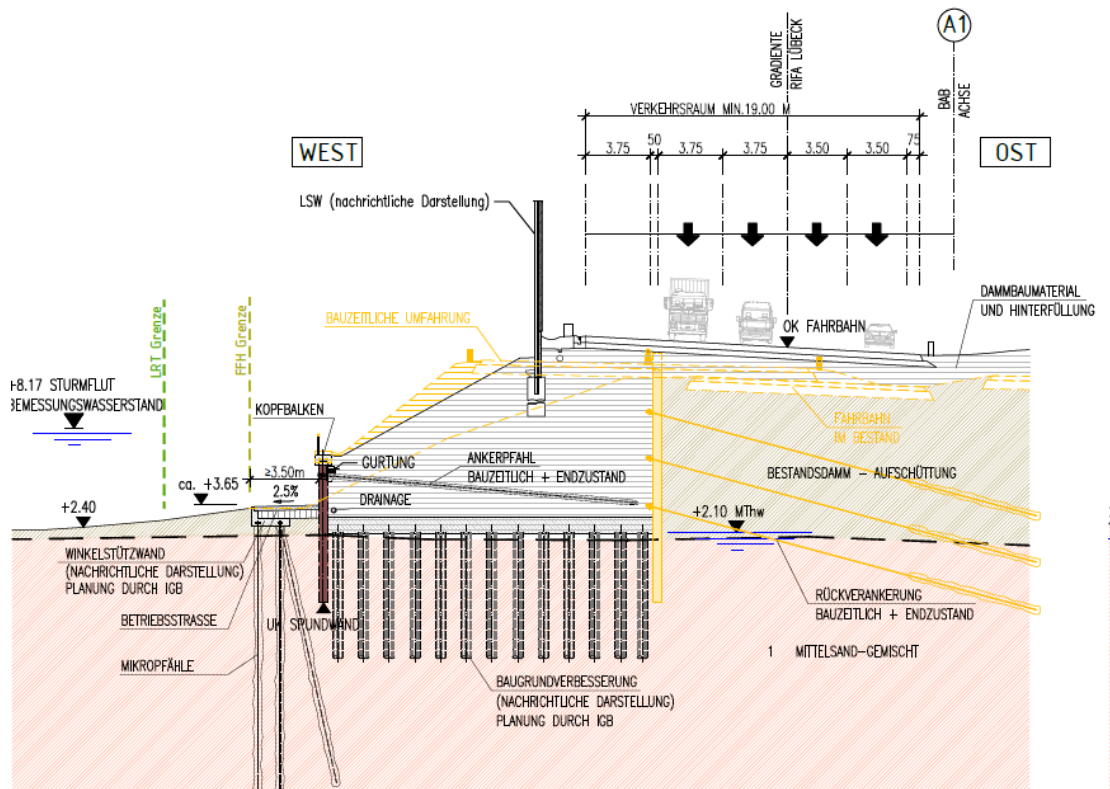 A1
GRADIENTE
RIFA LÜBECK
BAB
ACHSE
VERKEHRSRAUM MIN.19.00 M
3.75
50
3.75
3.75
3.50
3.50
75
WEST
OST
LSW (nachrichtliche Darstellung)
DAMMBAUMATERIAL
UND HINTERFÜLLUNG
BAUZEITLICHE UMFAHRUNG
OK FAHRBAHN
LRT Grenze
FFH Grenze
+8.17 STURMFLUT
BEMESSUNGSWASSERSTAND
KOPFBALKEN
FAHRBAHN
IM BESTAND
GURTUNG
ANKERPFAHL
BAUZEITLICH + ENDZUSTAND
BESTANDSDAMM - AUFSCHÜTTUNG
≥3.50m
ca. +3.65
2.5%
DRAINAGE
+2.40
+2.10 MThw
WINKELSTÜTZWAND
(NACHRICHTLICHE DARSTELLUNG)
PLANUNG DURCH IGB
RÜCKVERANKERUNG
BAUZEITLICH + ENDZUSTAND
BETRIEBSSTRASSE
UK SPUNDWAND
1 MITTELSAND-GEMISCHT
MIKROPFÄHLE
BAUGRUNDVERBESSERUNG
(NACHRICHTLICHE DARSTELLUNG)
PLANUNG DURCH IGB